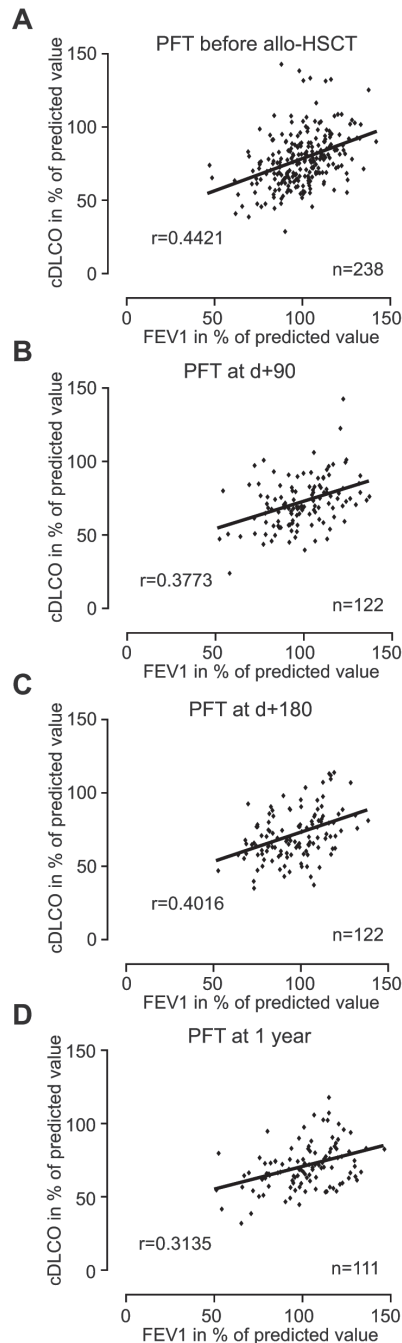 A
PFT before allo-HSCT
cDLCO in % of predicted value
150
100
50
0
r=0.4421
n=238
0
50
100
150
FEV1 in % of predicted value
B
PFT at d+90
cDLCO in % of predicted value
150
100
50
0
r=0.3773
n=122
0
50
100
150
FEV1 in % of predicted value
C
PFT at d+180
cDLCO in % of predicted value
150
100
50
0
r=0.4016
n=122
0
50
100
150
FEV1 in % of predicted value
D
PFT at 1 year
cDLCO in % of predicted value
150
100
50
0
r=0.3135
n=111
0
50
100
150
FEV1 in % of predicted value